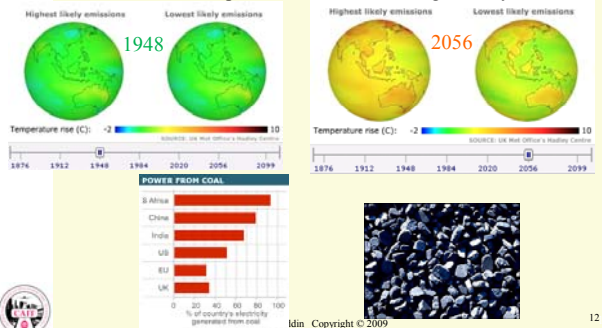 Highest likely emissions Lowest likely emissions
1948
Temperature rise (C): -2 10
SOURCE: UK Met Office's Hadley Centre
1876 1912 1948 1984 2020 2056 2099
Highest likely emissions Lowest likely emissions
2056
Temperature rise (C): -2 10
SOURCE: UK Met Office's Hadley Centre
1876 1912 1948 1984 2020 2056 2099
POWER FROM COAL
S Africa
China
India
US
EU
UK
0 20 40 60 80 100
% of country's electricity
generated from coal
CAFE
ddin Copyright © 2009
12